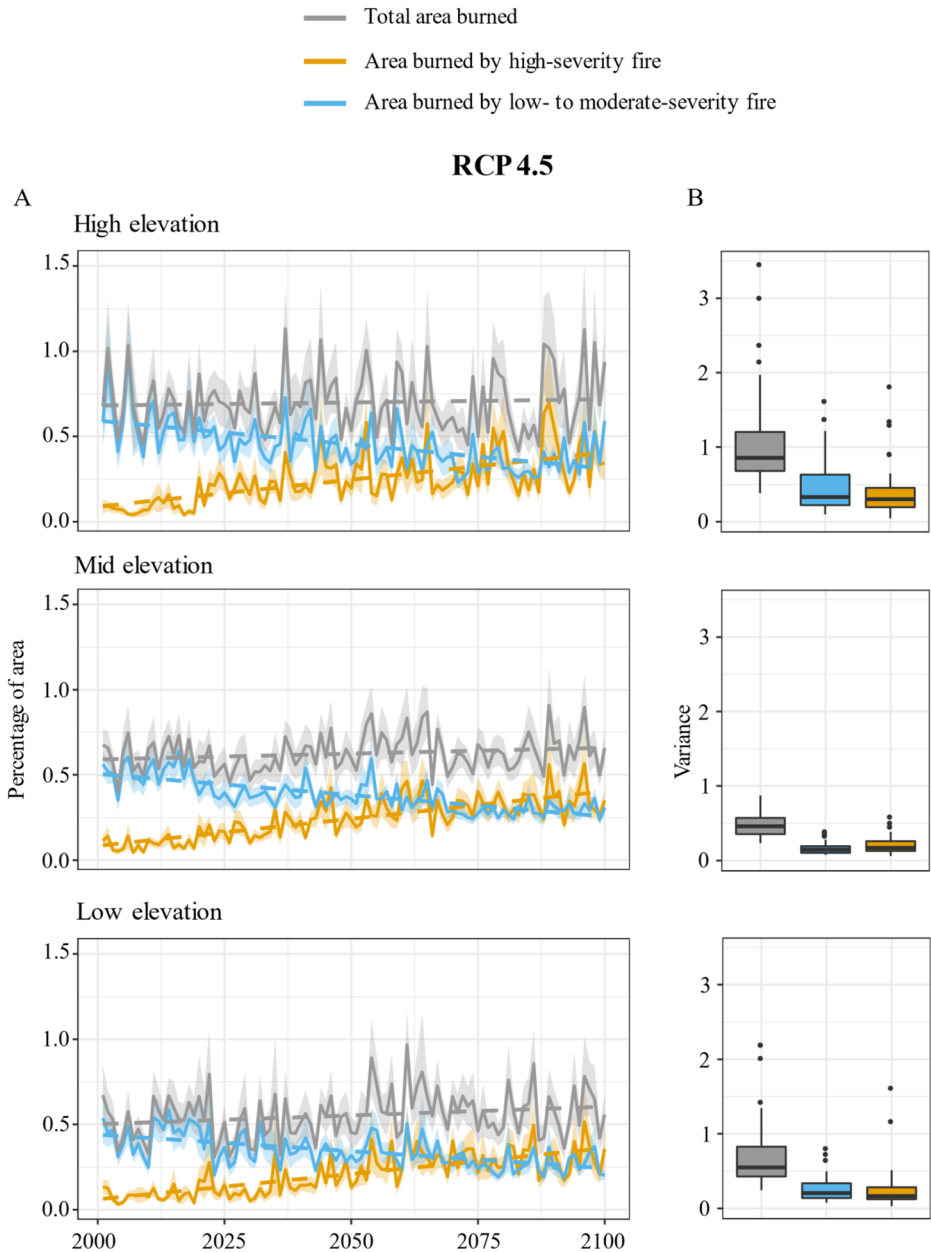 Total area burned
Area burned by high-severity fire
Area burned by low- to moderate-severity fire
RCP 4.5
A
B
High elevation
1.5
1.0
0.5
0.0
3
2
1
0
Mid elevation
1.5
1.0
0.5
0.0
3
2
1
0
Percentage of area
Variance
Low elevation
1.5
1.0
0.5
0.0
3
2
1
0
2000 2025 2050 2075 2100